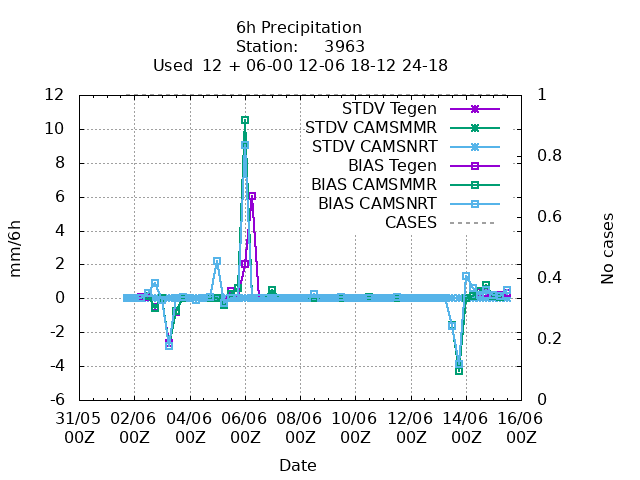 6h Precipitation
Station: 3963
Used 12 + 06-00 12-06 18-12 24-18
12
10
8
6
4
2
0
-2
-4
-6
mm/6h
1
0.8
0.6
0.4
0.2
0
No cases
STDV Tegen
STDV CAMSMMR
STDV CAMSNRT
BIAS Tegen
BIAS CAMSMMR
BIAS CAMSNRT
CASES
31/05 02/06 04/06 06/06 08/06 10/06 12/06 14/06 16/06
00Z 00Z 00Z 00Z 00Z 00Z 00Z 00Z 00Z
Date